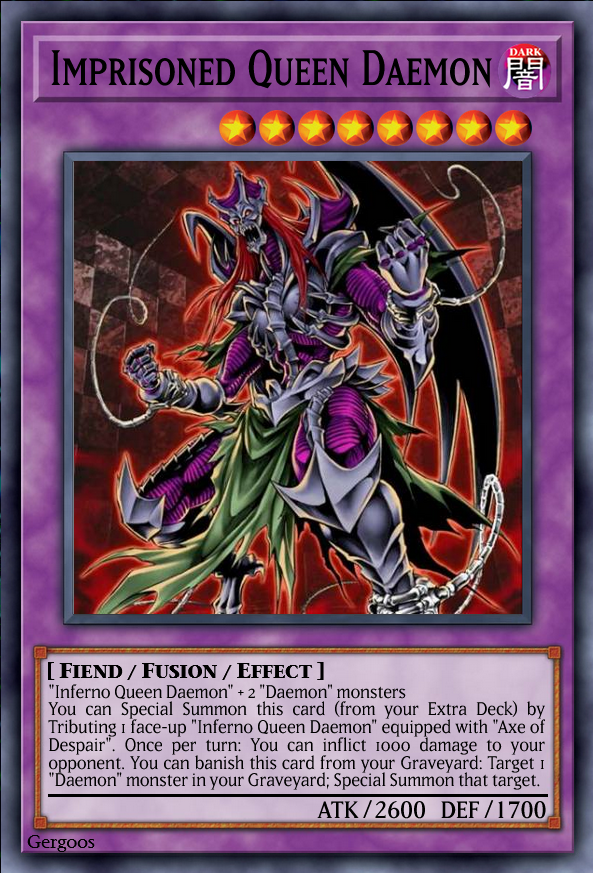 IMPRISONED QUEEN DAEMON
DARK
闇
[ FIEND / FUSION / EFFECT ]
"Inferno Queen Daemon" + 2 "Daemon" monsters
You can Special Summon this card (from your Extra Deck) by
Tributing 1 face-up "Inferno Queen Daemon" equipped with "Axe of
Despair". Once per turn: You can inflict 1000 damage to your
opponent. You can banish this card from your Graveyard: Target 1
"Daemon" monster in your Graveyard; Special Summon that target.
ATK / 2600 DEF / 1700
Gergoos